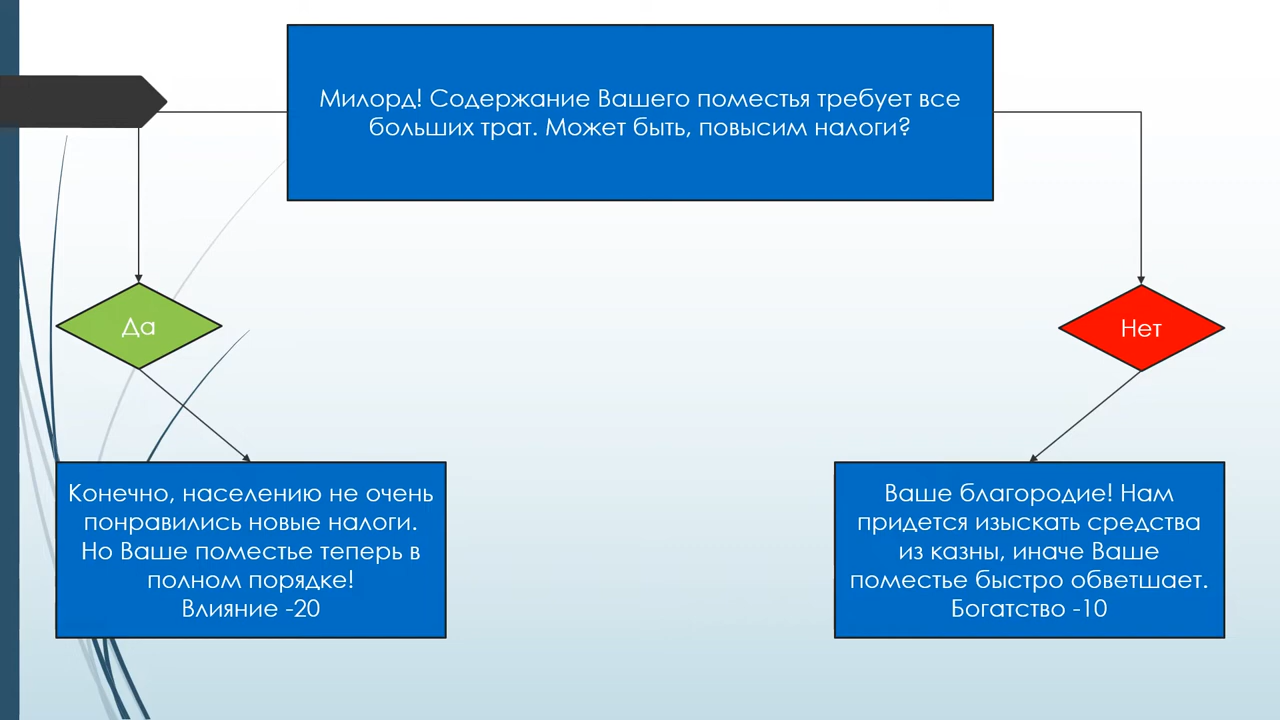 Милорд! Содержание Вашего поместья требует все
больших трат. Может быть, повысим налоги?
Да
Нет
Конечно, населению не очень
понравились новые налоги.
Но Ваше поместье теперь в
полном порядке!
Влияние -20
Ваше благородие! Нам
придется изыскать средства
из казны, иначе Ваше
поместье быстро обветшает.
Богатство -10